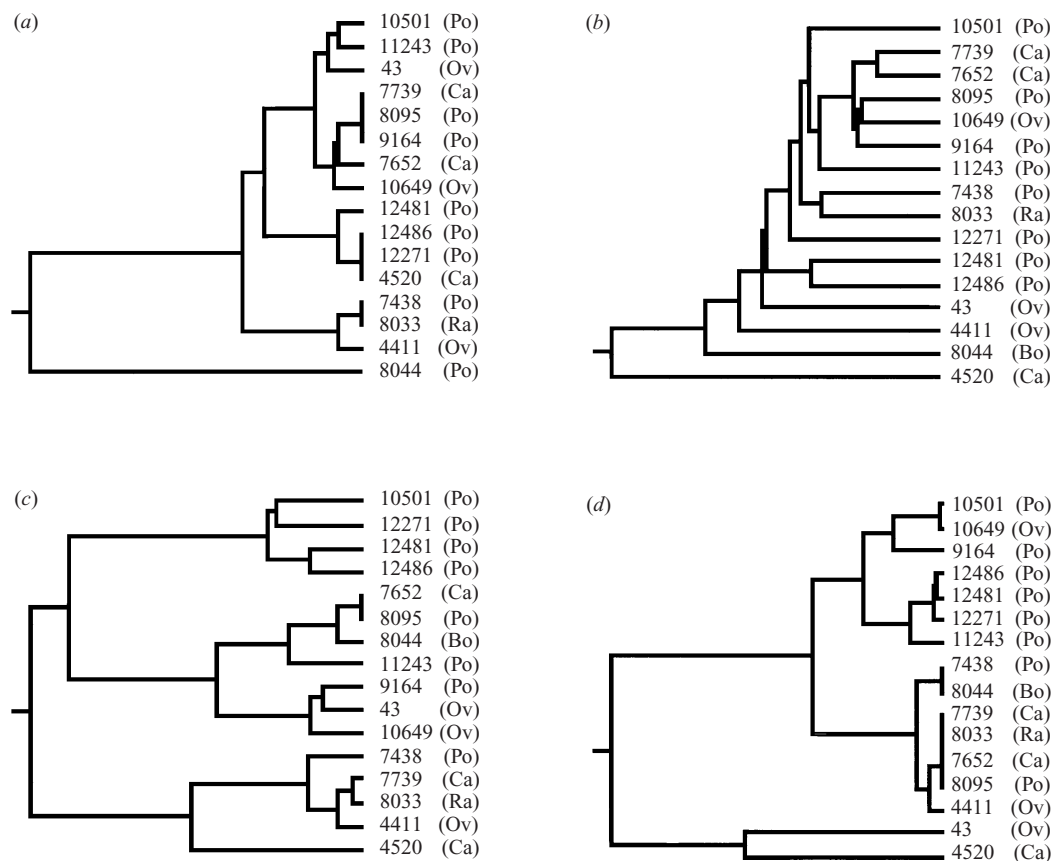 (a)
10501 (Po)
11243 (Po)
43 (Ov)
7739 (Ca)
8095 (Po)
9164 (Po)
7652 (Ca)
10649 (Ov)
12481 (Po)
12486 (Po)
12271 (Po)
4520 (Ca)
7438 (Po)
8033 (Ra)
4411 (Ov)
8044 (Po)
(b)
10501 (Po)
7739 (Ca)
7652 (Ca)
8095 (Po)
10649 (Ov)
9164 (Po)
11243 (Po)
7438 (Po)
8033 (Ra)
12271 (Po)
12481 (Po)
12486 (Po)
43 (Ov)
4411 (Ov)
8044 (Bo)
4520 (Ca)
(c)
10501 (Po)
12271 (Po)
12481 (Po)
12486 (Po)
7652 (Ca)
8095 (Po)
8044 (Bo)
11243 (Po)
9164 (Po)
43 (Ov)
10649 (Ov)
7438 (Po)
7739 (Ca)
8033 (Ra)
4411 (Ov)
4520 (Ca)
(d)
10501 (Po)
10649 (Ov)
9164 (Po)
12486 (Po)
12481 (Po)
12271 (Po)
11243 (Po)
7438 (Po)
8044 (Bo)
7739 (Ca)
8033 (Ra)
7652 (Ca)
8095 (Po)
4411 (Ov)
43 (Ov)
4520 (Ca)